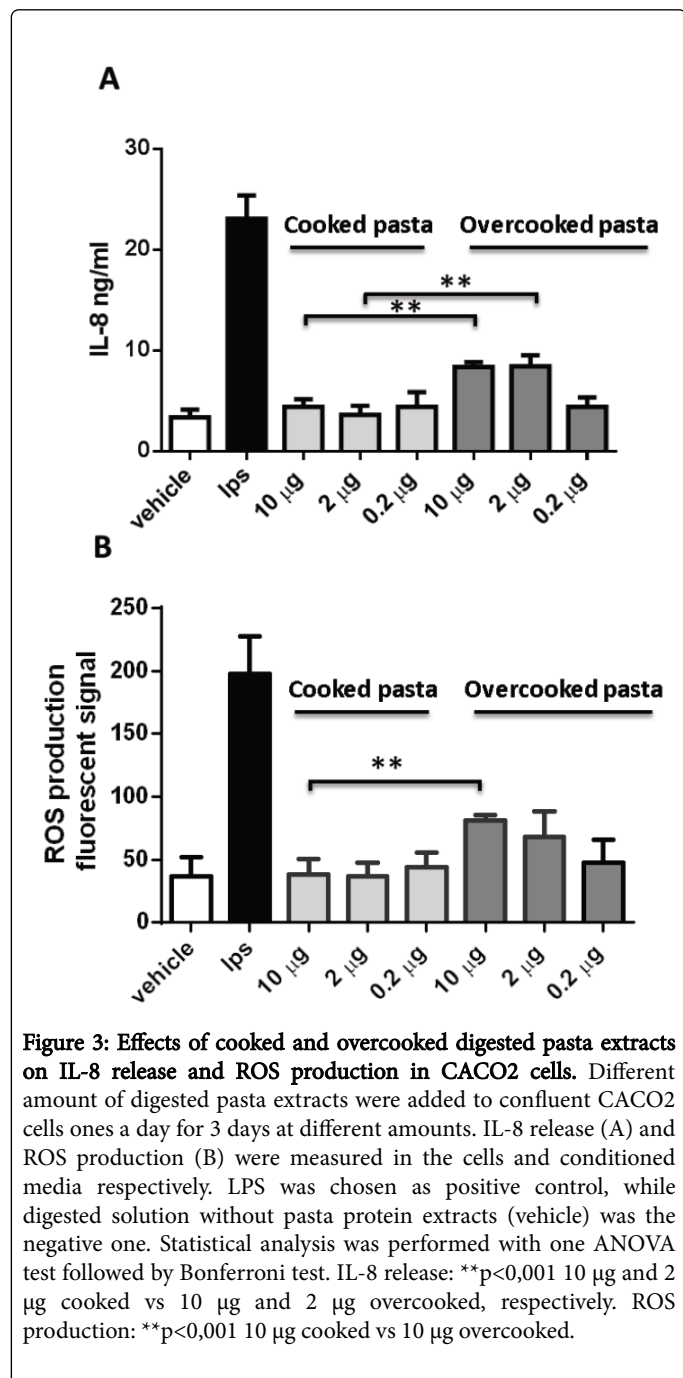 A
30
20
10
0
IL-8 ng/ml
Cooked pasta
Overcooked pasta
**
**
vehicle
lps
10 µg
2 µg
0.2 µg
10 µg
2 µg
0.2 µg
B
250
200
150
100
50
0
ROS production
fluorescent signal
Cooked pasta
Overcooked pasta
**
vehicle
lps
10 µg
2 µg
0.2 µg
10 µg
2 µg
0.2 µg
Figure 3: Effects of cooked and overcooked digested pasta extracts
on IL-8 release and ROS production in CACO2 cells. Different
amount of digested pasta extracts were added to confluent CACO2
cells ones a day for 3 days at different amounts. IL-8 release (A) and
ROS production (B) were measured in the cells and conditioned
media respectively. LPS was chosen as positive control, while
digested solution without pasta protein extracts (vehicle) was the
negative one. Statistical analysis was performed with one ANOVA
test followed by Bonferroni test. IL-8 release: **p<0,001 10 µg and 2
µg cooked vs 10 µg and 2 µg overcooked, respectively. ROS
production: **p<0,001 10 µg cooked vs 10 µg overcooked.